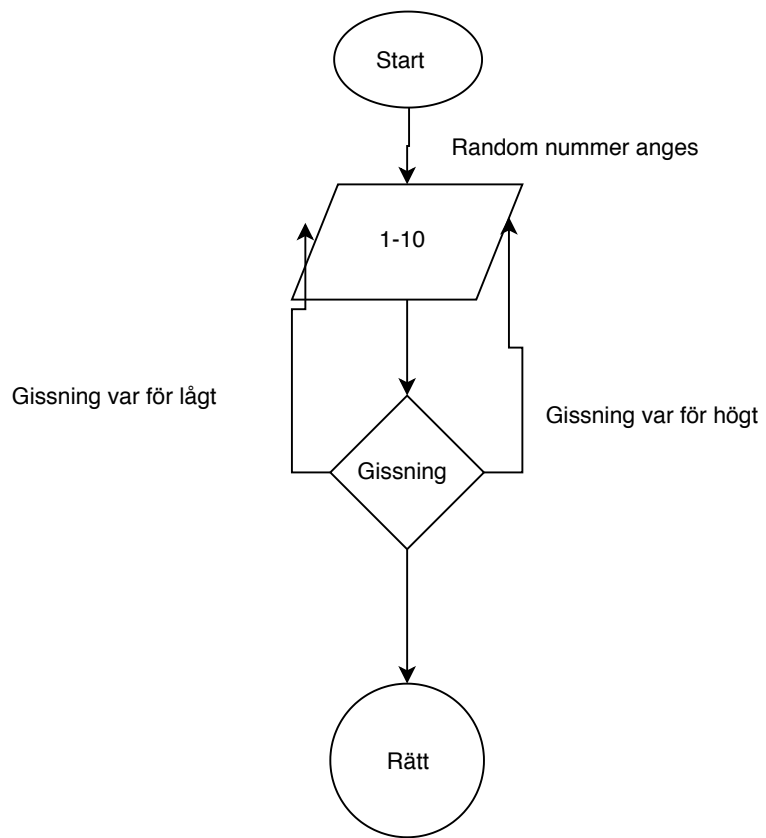 Start
Random nummer anges
1-10
Gissning var för lågt
Gissning var för högt
Gissning
Rätt